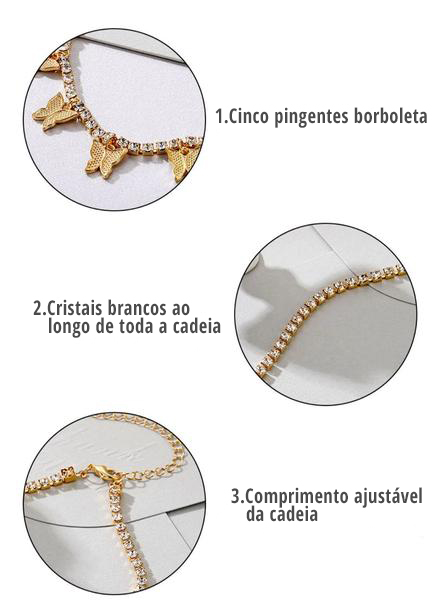 1.Cinco pingentes borboleta
2.Cristais brancos ao
longo de toda a cadeia
3.Comprimento ajustável
da cadeia